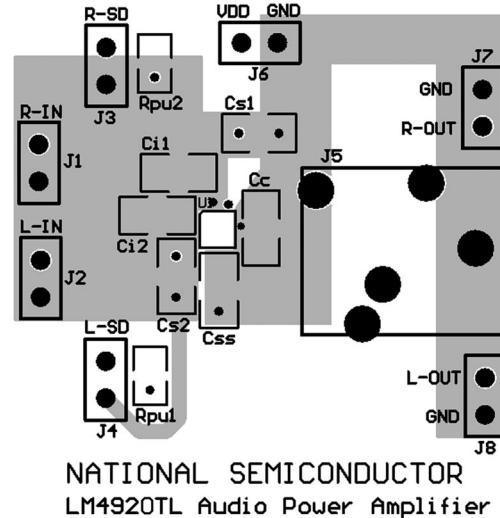 R-SD
VDD GND
J6
J7
GND
R-OUT
J3
Rpu2
R-IN
Cs1
J1
Ci1
J5
Cc
U1
L-IN
Ci2
J2
Cs2
Css
L-SD
L-OUT
GND
J4
Rpu1
J8
NATIONAL SEMICONDUCTOR
LM4920TL Audio Power Amplifier